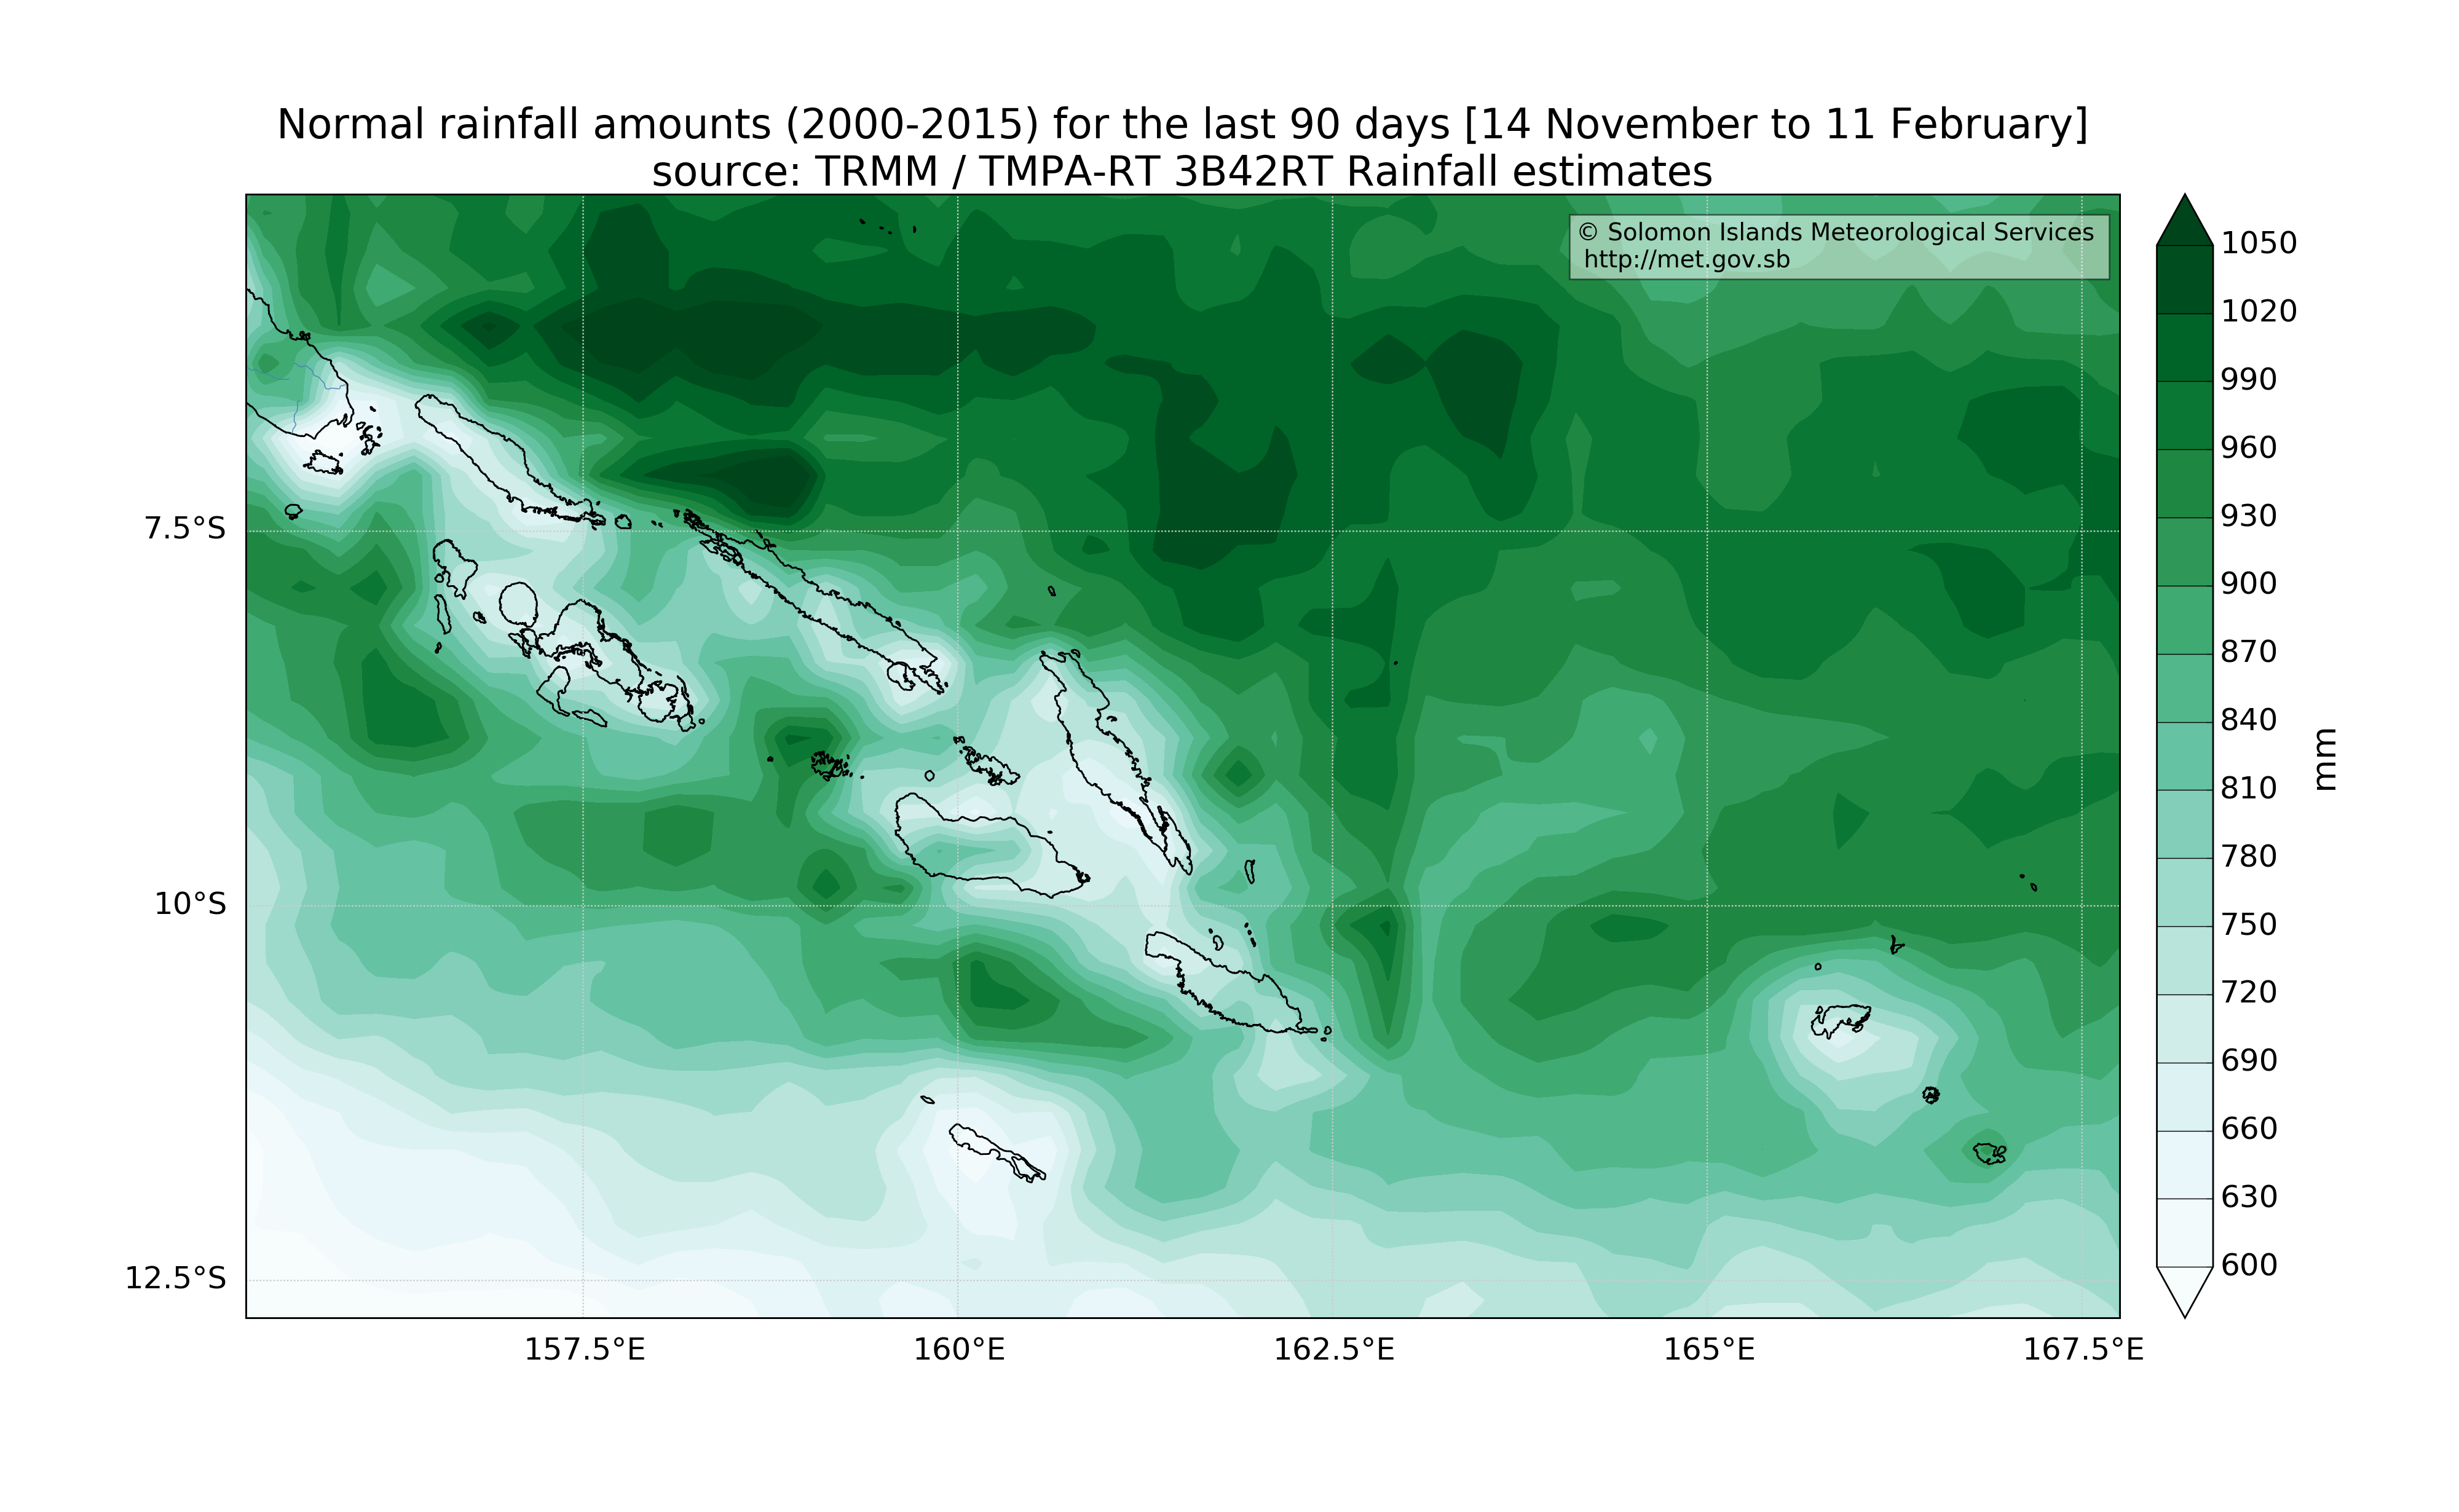 Normal rainfall amounts (2000-2015) for the last 90 days [14 November to 11 February]
source: TRMM / TMPA-RT 3B42RT Rainfall estimates
© Solomon Islands Meteorological Services
http://met.gov.sb
7.5°S
10°S
12.5°S
157.5°E
160°E
162.5°E
165°E
167.5°E
1050
1020
990
960
930
900
870
840
810
780
750
720
690
660
630
600
mm